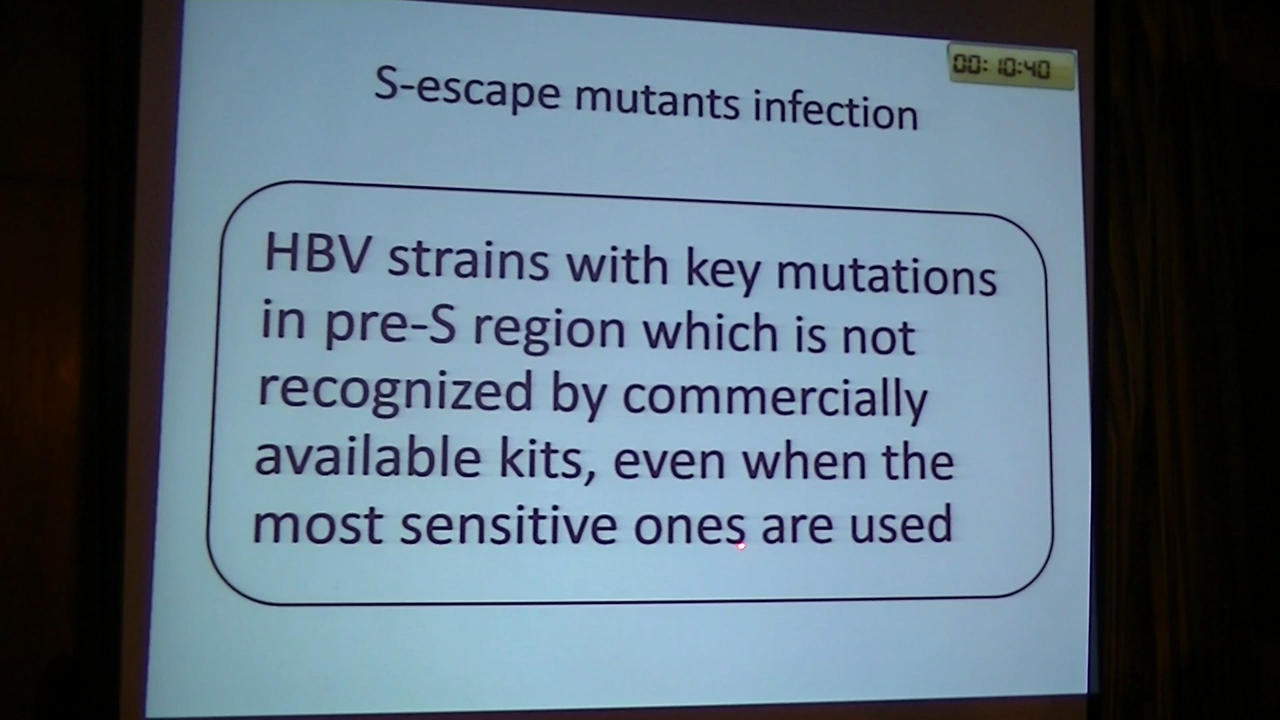 00:10:40
S-escape mutants infection
HBV strains with key mutations
in pre-S region which is not
recognized by commercially
available kits, even when the
most sensitive ones are used